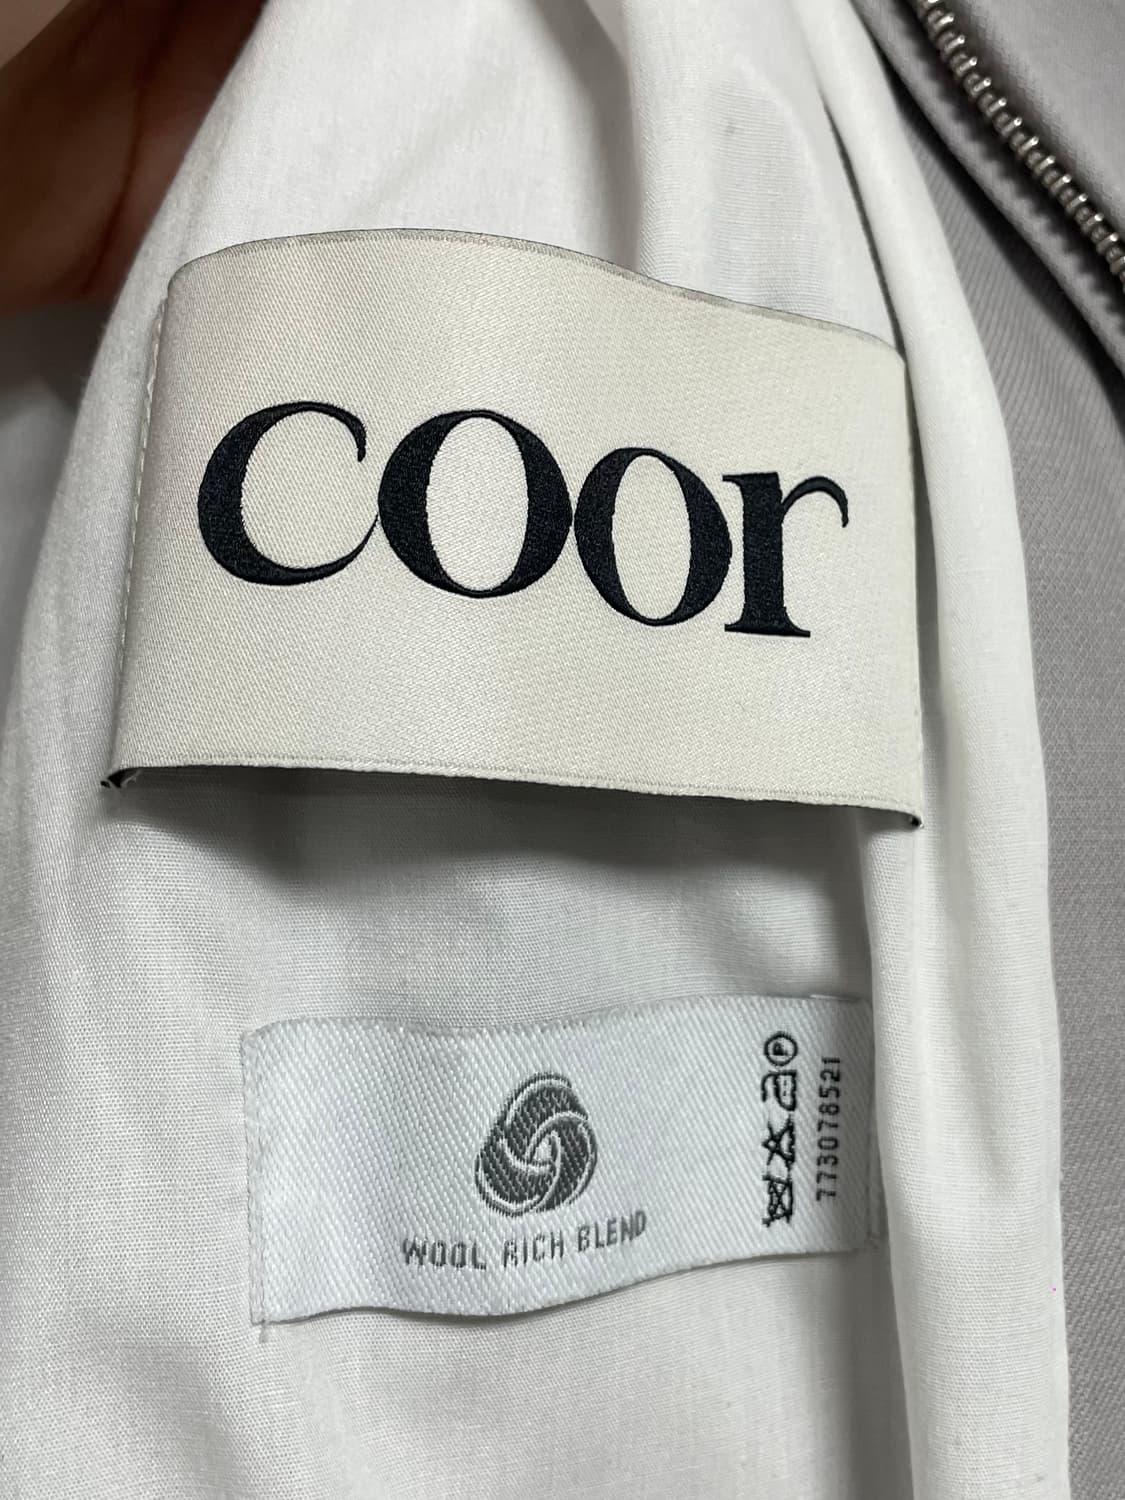 coor
WOOL RICH BLEND
P
773078521